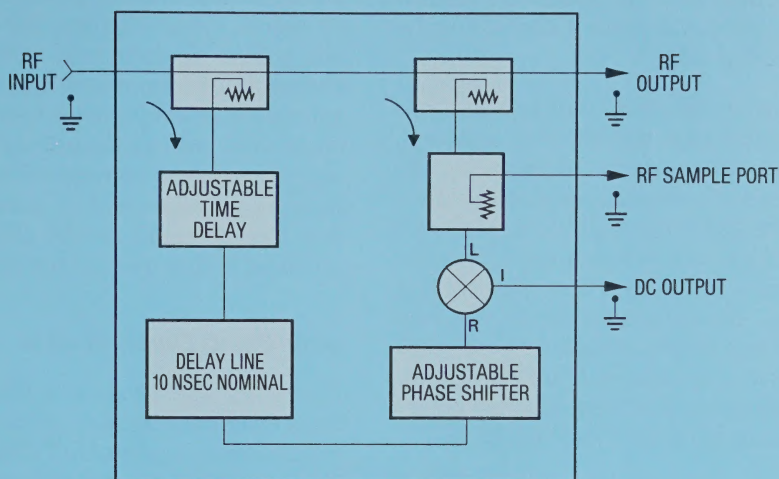 RF
INPUT
RF
OUTPUT
ADJUSTABLE
TIME
DELAY
RF SAMPLE PORT
L
I
DC OUTPUT
R
DELAY LINE
10 NSEC NOMINAL
ADJUSTABLE
PHASE SHIFTER